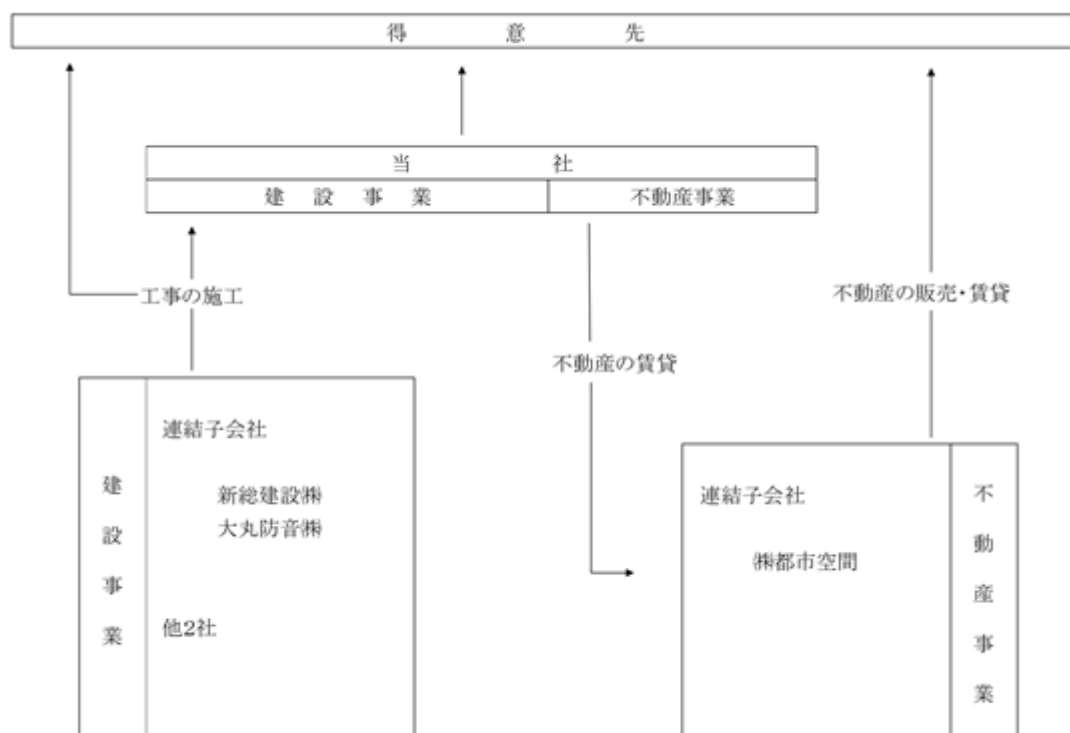 得意先
当社
建設事業
不動産事業
工事の施工
不動産の販売・賃貸
不動産の賃貸
建設事業
連結子会社
新総建設㈱
大丸防音㈱
他2社
連結子会社
㈱都市空間
不動産事業